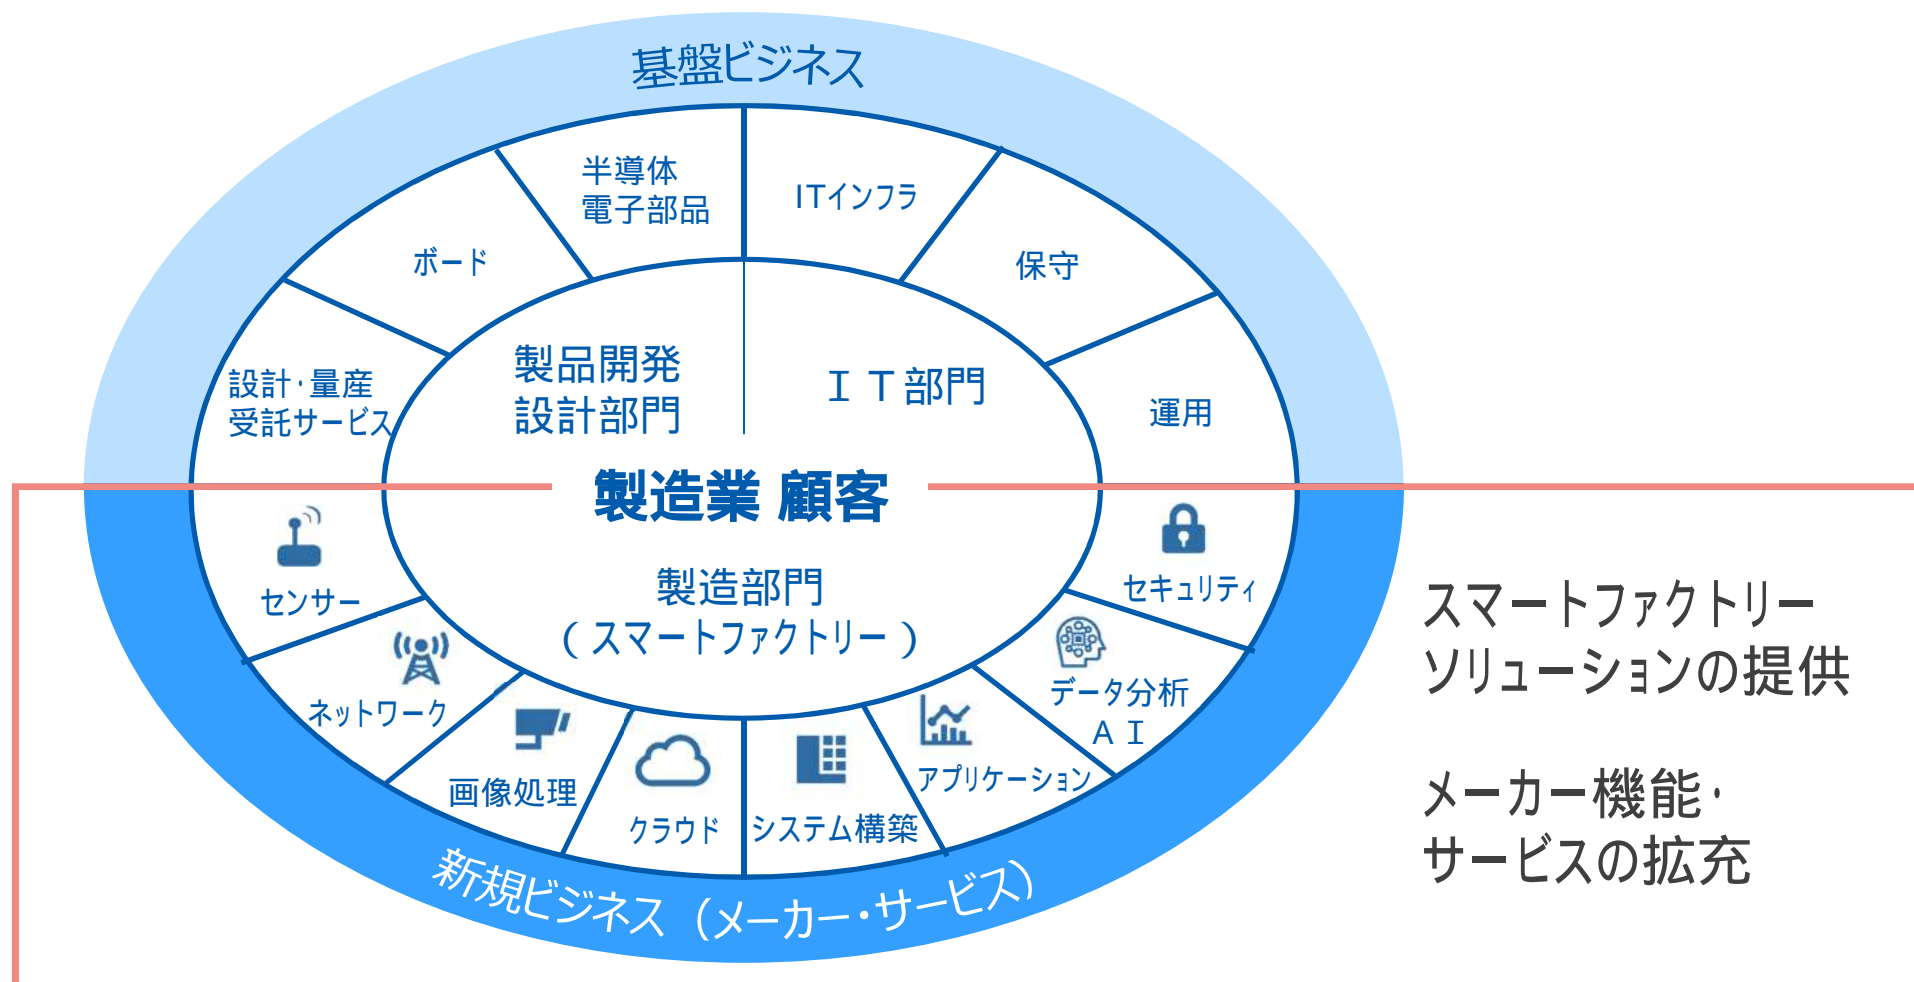 基盤ビジネス
半導体
電子部品
ITインフラ
ボード
保守
設計・量産
受託サービス
運用
製品開発
設計部門
ＩＴ部門
製造業 顧客
製造部門
（スマートファクトリー）
センサー
ネットワーク
画像処理
クラウド
システム構築
アプリケーション
データ分析
ＡＩ
セキュリティ
新規ビジネス（メーカー・サービス）
スマートファクトリー
ソリューションの提供
メーカー機能・
サービスの拡充